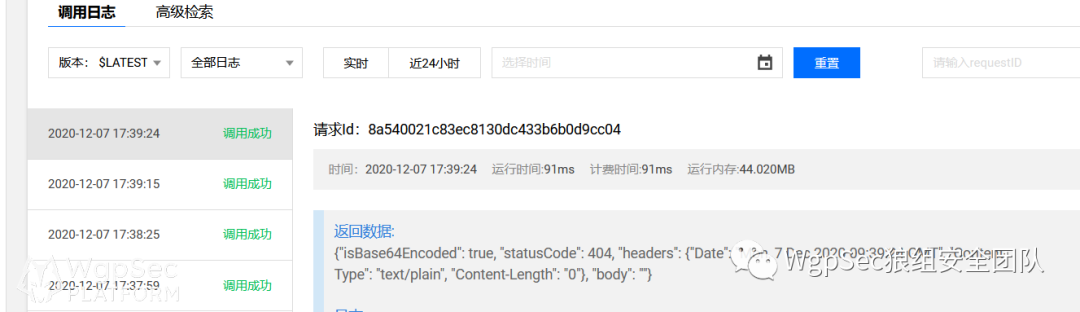 调用日志 高级检索
版本： $LATEST 全部日志 实时 近24小时 选择时间 重置 请输入requestID
2020-12-07 17:39:24 调用成功
2020-12-07 17:39:15 调用成功
2020-12-07 17:38:25 调用成功
2020-12-07 17:37:59 调用成功
请求Id：8a540021c83ec8130dc433b6b0d9cc04
时间：2020-12-07 17:39:24 运行时间:91ms 计费时间:91ms 运行内存:44.020MB
返回数据:
{"isBase64Encoded": true, "statusCode": 404, "headers": {"Date": 7 Dec 2020 09:39:
Type": "text/plain", "Content-Length": "0"}, "body": ""}
WgpSec狼组安全团队
WgpSec
PLATFORM